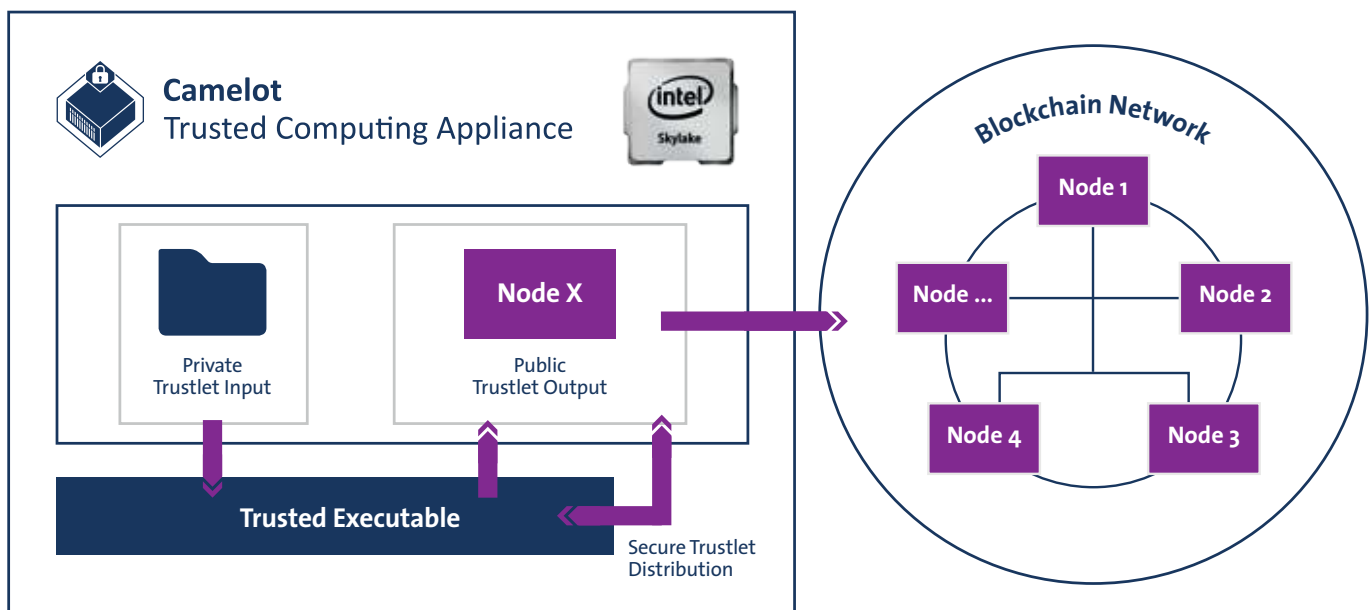 Camelot
Trusted Computing Appliance
intel
Skylake
Private
Trustlet Input
Node X
Public
Trustlet Output
Trusted Executable
Secure Trustlet
Distribution
Blockchain Network
Node 1
Node ...
Node 2
Node 4
Node 3